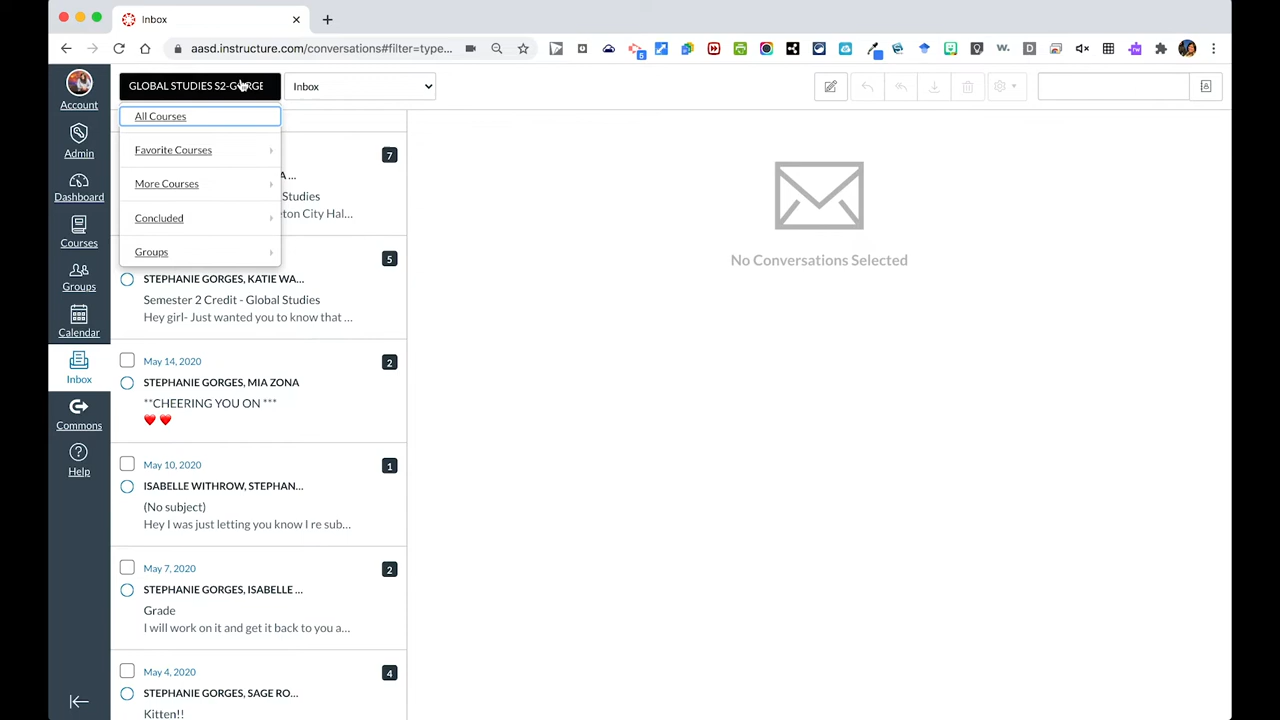 Inbox
aasd.instructure.com/conversations#filter=type...
5
GLOBAL STUDIES S2-
Inbox
Account
All Courses
Admin
Favorite Courses
7
A ...
Dashboard
More Courses
Studies
Concluded
ton City Hal...
Courses
Groups
5
Groups
STEPHANIE GORGES, KATIE WA...
Semester 2 Credit - Global Studies
Calendar
Hey girl- Just wanted you to know that ...
Inbox
May 14, 2020
2
STEPHANIE GORGES, MIA ZONA
**CHEERING YOU ON ***
❤️ ❤️
Commons
May 10, 2020
1
Help
ISABELLE WITHROW, STEPHAN...
(No subject)
Hey I was just letting you know I re sub...
May 7, 2020
2
STEPHANIE GORGES, ISABELLE ...
Grade
I will work on it and get it back to you a...
May 4, 2020
4
STEPHANIE GORGES, SAGE RO...
Kitten!!
No Conversations Selected